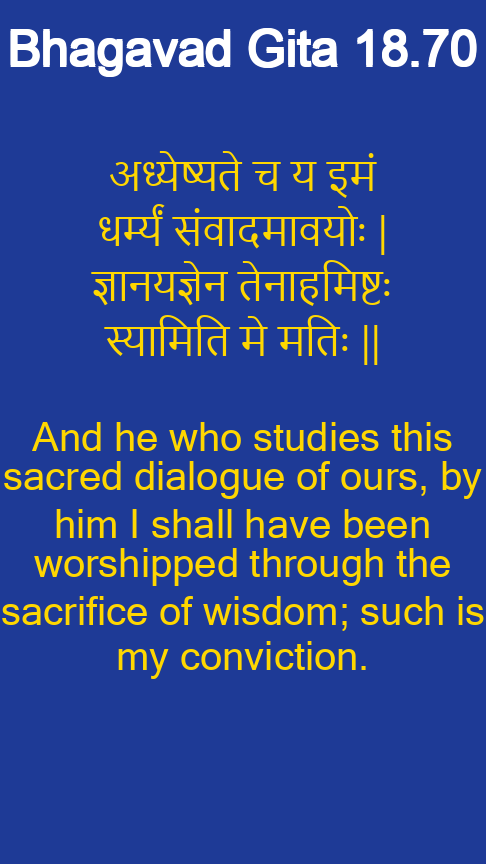 Bhagavad Gita 18.70
अध्येष्यते च य इमं
धर्म्यं संवादमावयोः |
ज्ञानयज्ञेन तेनाहमिष्टः
स्यामिति मे मतिः ||
And he who studies this
sacred dialogue of ours, by
him I shall have been
worshipped through the
sacrifice of wisdom; such is
my conviction.